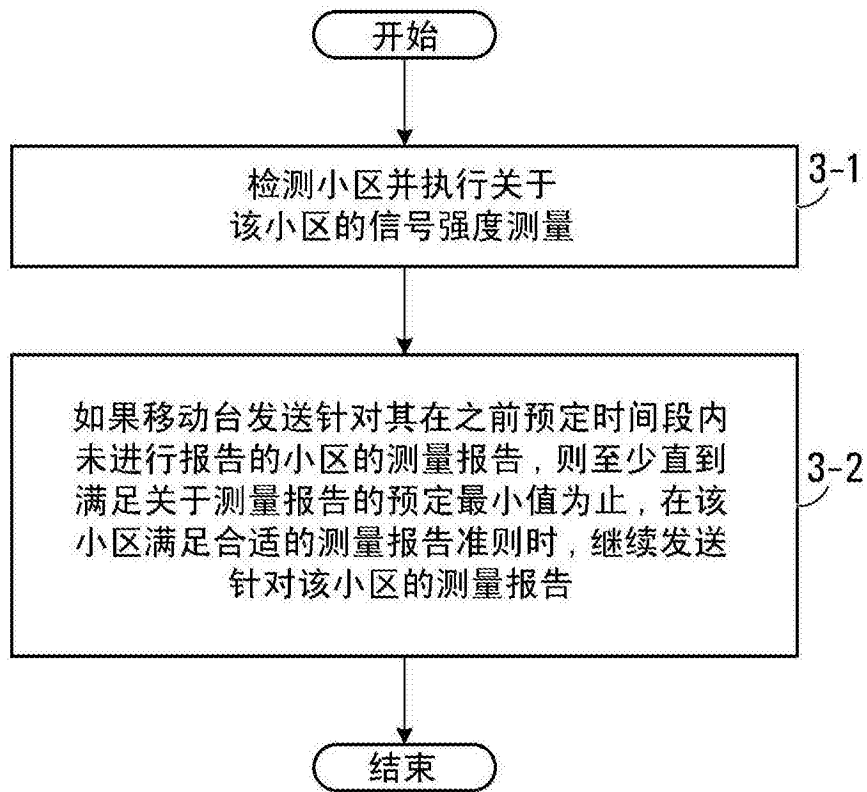 开始
检测小区并执行关于
该小区的信号强度测量
3-1
如果移动台发送针对其在之前预定时间段内
未进行报告的小区的测量报告，则至少直到
满足关于测量报告的预定最小值为止，在该
小区满足合适的测量报告准则时，继续发送
针对该小区的测量报告
3-2
结束